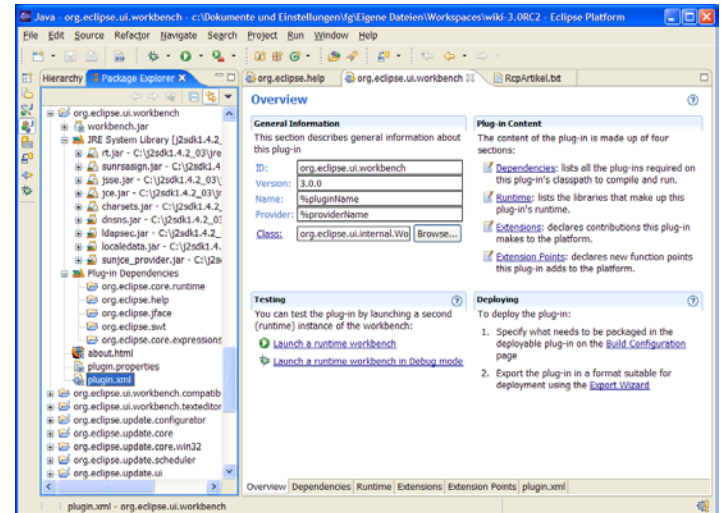 Java - org.eclipse.ui.workbench - c:\Dokumente und Einstellungen\fg\Eigene Dateien\Workspaces\wiki-3.0RC2 - Eclipse Platform
File Edit Source Refactor Navigate Search Project Run Window Help
Hierarchy Package Explorer
org.eclipse.help org.eclipse.ui.workbench RcpArtikel.txt
org.eclipse.ui.workbench
workbench.jar
JRE System Library [j2sdk1.4.2_
rt.jar - C:\j2sdk1.4.2_03\jre
sunrsasign.jar - C:\j2sdk1.4
jsse.jar - C:\j2sdk1.4.2_03\
jce.jar - C:\j2sdk1.4.2_03\jr
charsets.jar - C:\j2sdk1.4.2_
dnsns.jar - C:\j2sdk1.4.2_03
ldapsec.jar - C:\j2sdk1.4.2_
localedata.jar - C:\j2sdk1.4.
sunjce_provider.jar - C:\j2s
Plug-in Dependencies
org.eclipse.core.runtime
org.eclipse.help
org.eclipse.jface
org.eclipse.swt
org.eclipse.core.expressions
about.html
plugin.properties
plugin.xml
org.eclipse.ui.workbench.compatib
org.eclipse.ui.workbench.texteditor
org.eclipse.update.configurator
org.eclipse.update.core
org.eclipse.update.core.win32
org.eclipse.update.scheduler
org.eclipse.update.ui
Overview
General Information
This section describes general information about
this plug-in
ID: org.eclipse.ui.workbench
Version: 3.0.0
Name: %pluginName
Provider: %providerName
Class: org.eclipse.ui.internal.Wo Browse...
Plug-in Content
The content of the plug-in is made up of four
sections:
Dependencies: lists all the plug-ins required on
this plug-in's classpath to compile and run.
Runtime: lists the libraries that make up this
plug-in's runtime.
Extensions: declares contributions this plug-in
makes to the platform.
Extension Points: declares new function points
this plug-in adds to the platform.
Testing
You can test the plug-in by launching a second
(runtime) instance of the workbench:
Launch a runtime workbench
Launch a runtime workbench in Debug mode
Deploying
To deploy the plug-in:
1. Specify what needs to be packaged in the
deployable plug-in on the Build Configuration
page
2. Export the plug-in in a format suitable for
deployment using the Export Wizard
Overview Dependencies Runtime Extensions Extension Points plugin.xml
plugin.xml - org.eclipse.ui.workbench